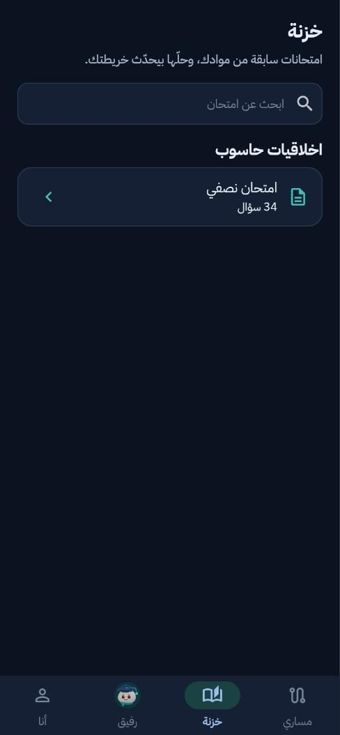 خزنة
امتحانات سابقة من موادك، وحلّها بيحدّث خريطتك.
ابحث عن امتحان
اخلاقيات حاسوب
امتحان نصفي
34 سؤال
مساري
خزنة
رفيق
أنا